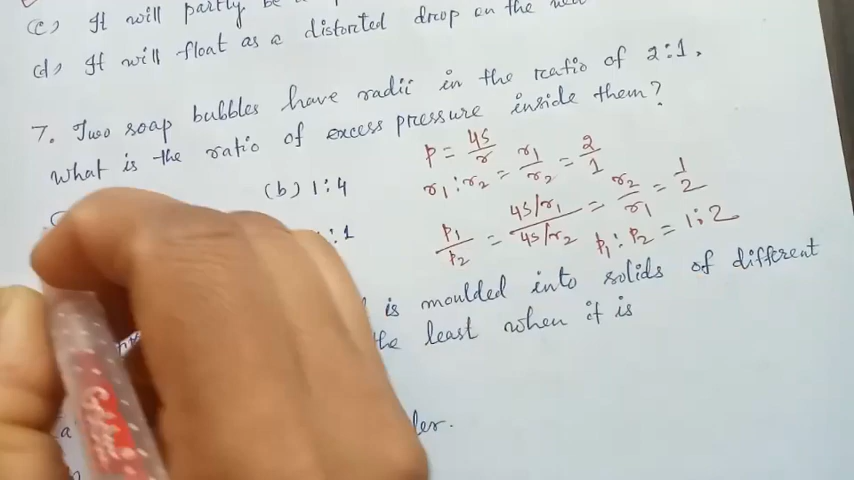 (c) It will partly be a
(d) It will float as a distorted drop on the
7. Two soap bubbles have radii in the ratio of 2:1.
what is the ratio of excess pressure inside them?
p = 4S/r
(b) 1:4
r₁:r₂ = r₁/r₂ = 2/1
p₁/p₂ = (4S/r₁)/(4S/r₂) = r₂/r₁ = 1/2
:1
p₁:p₂ = 1:2
is moulded into solids of different
the least when it is